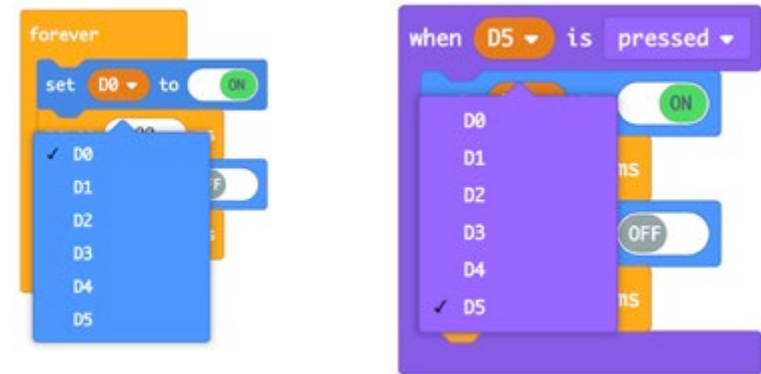 forever
set D0 to ON
✓ D0
D1
D2
D3
D4
D5
when D5 is pressed
ON
D0
D1
ms
D2
D3
OFF
D4
✓ D5
ms